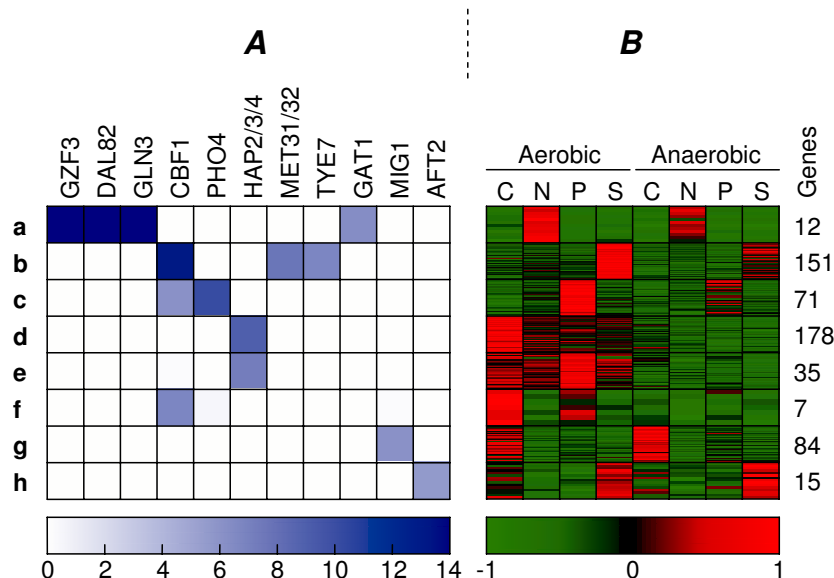 A B
GZF3 DAL82 GLN3 CBF1 PHO4 HAP2/3/4 MET31/32 TYE7 GAT1 MIG1 AFT2
Aerobic Anaerobic Genes
C N P S C N P S
a 12
b 151
c 71
d 178
e 35
f 7
g 84
h 15
0 2 4 6 8 10 12 14 -1 0 1